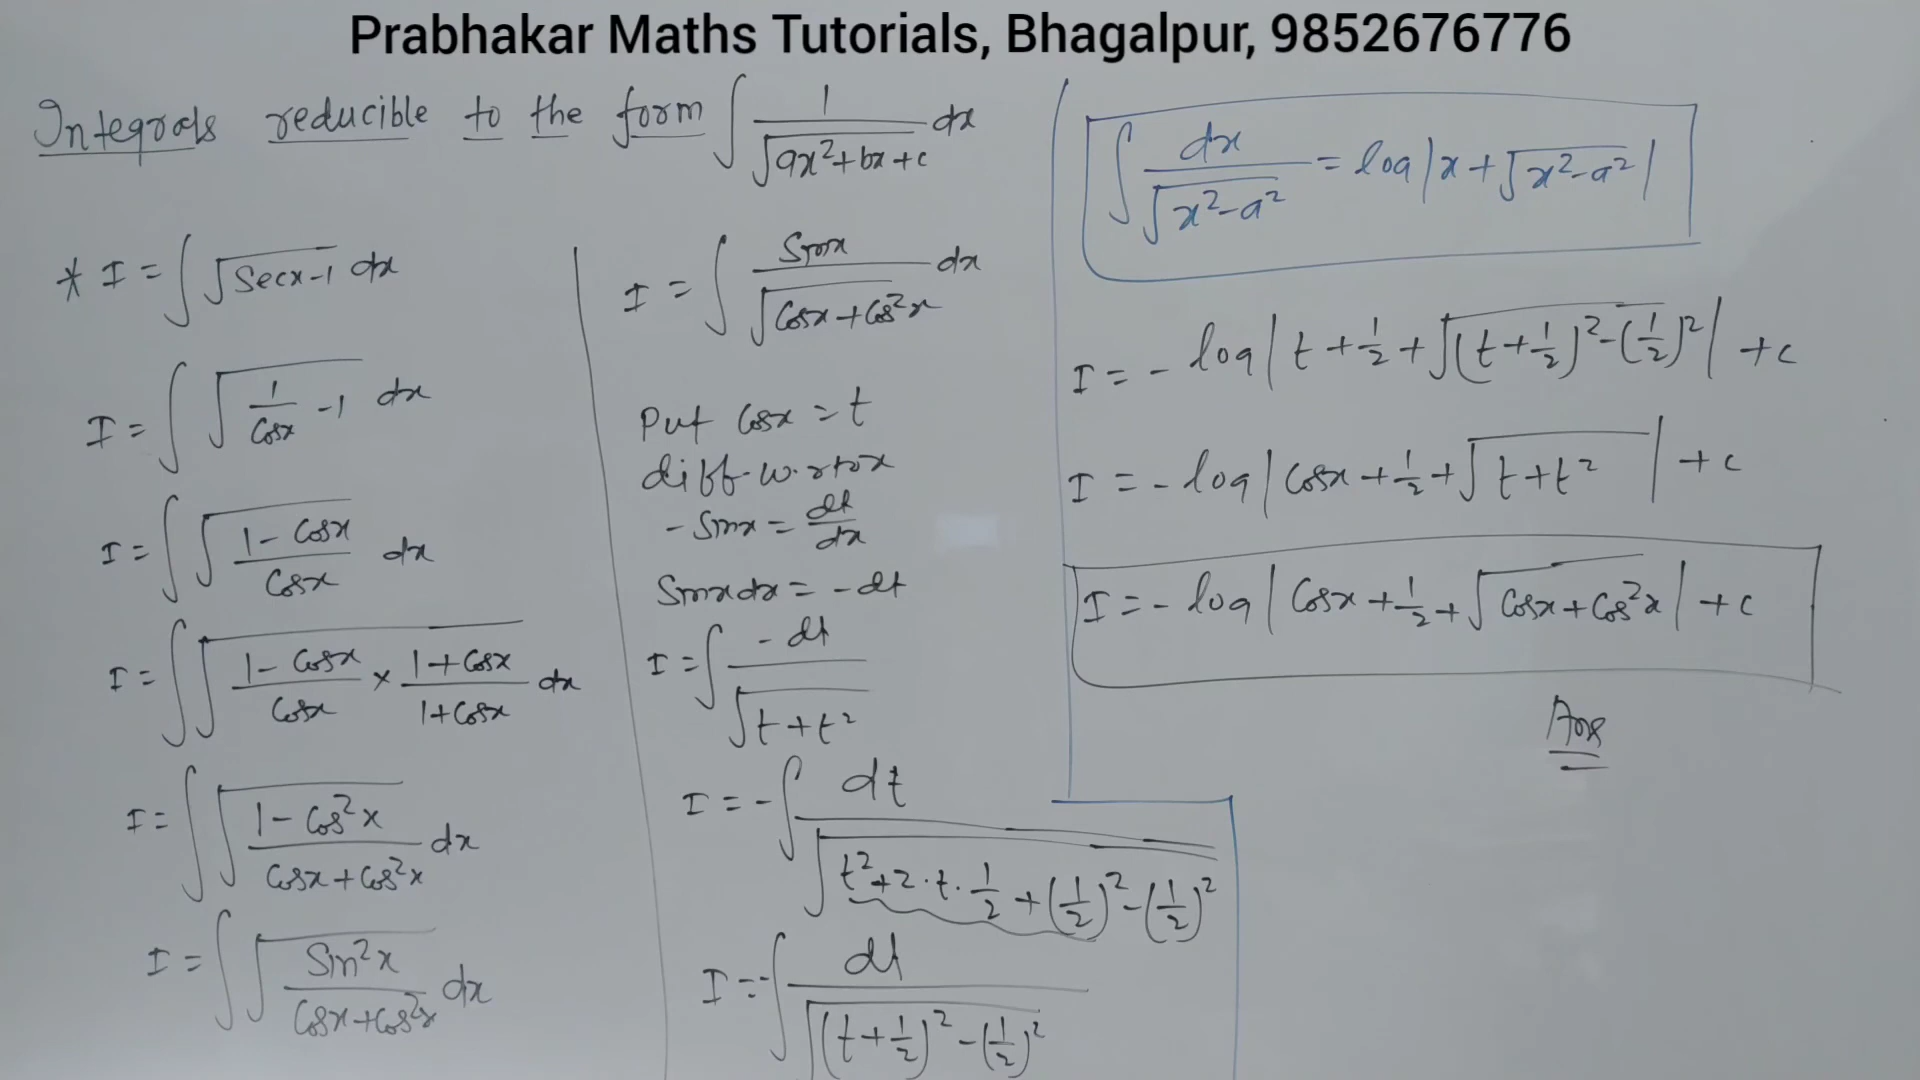 Prabhakar Maths Tutorials, Bhagalpur, 9852676776
Integrals reducible to the form ∫ 1/√(ax²+bx+c) dx
* I = ∫ √(Secx-1) dx
I = ∫ √(1/Cosx -1) dx
I = ∫ √((1-Cosx)/Cosx) dx
I = ∫ √((1-Cosx)/Cosx × (1+Cosx)/(1+Cosx)) dx
I = ∫ √((1-Cos²x)/(Cosx+Cos²x)) dx
I = ∫ √(Sin²x/(Cosx+Cos²x)) dx
I = ∫ Sinx/√(Cosx+Cos²x) dx
Put Cosx = t
diff. w.r.to x
-Sinx = dt/dx
Sinxdx = -dt
I = ∫ -dt/√(t+t²)
I = -∫ dt/√(t²+2.t.1/2+(1/2)²-(1/2)²)
I = -∫ dt/√((t+1/2)²-(1/2)²)
∫ dx/√(x²-a²) = log|x+√(x²-a²)|
I = -log|t+1/2+√((t+1/2)²-(1/2)²)| +c
I = -log|Cosx+1/2+√(t+t²)| +c
I = -log|Cosx+1/2+√(Cosx+Cos²x)| +c
Ans